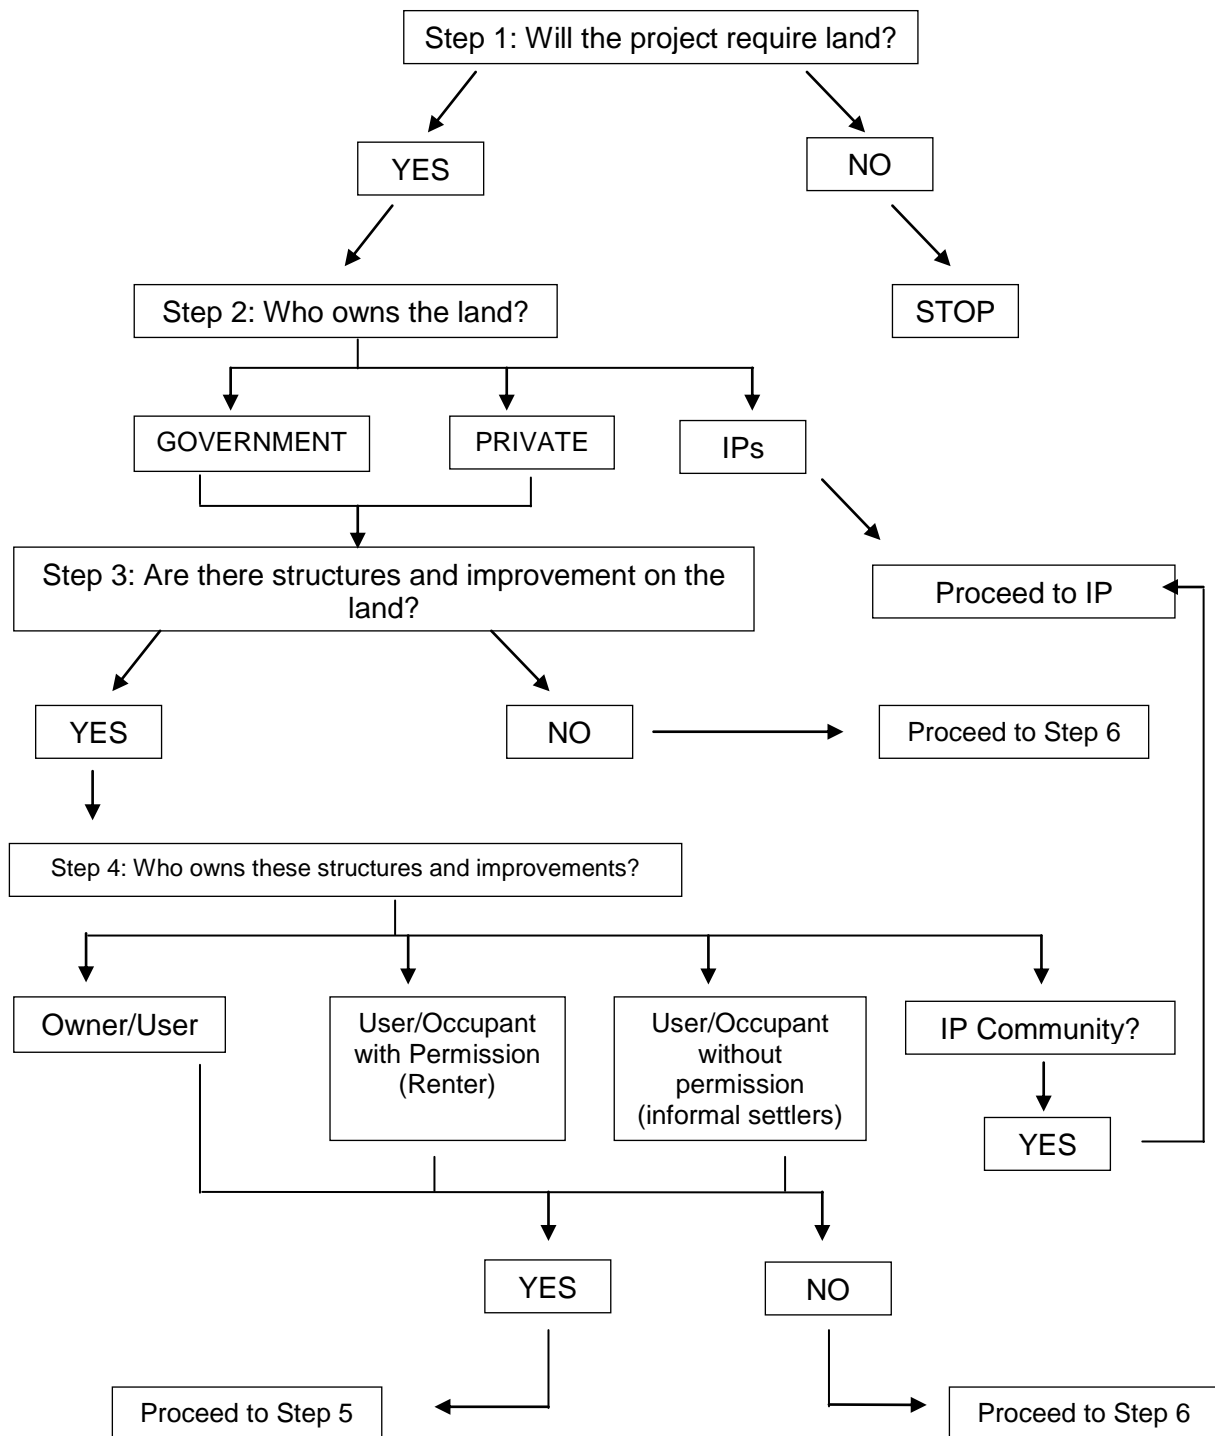 Step 1: Will the project require land?
YES
NO
Step 2: Who owns the land?
STOP
GOVERNMENT
PRIVATE
IPs
Step 3: Are there structures and improvement on the
land?
Proceed to IP
YES
NO
Proceed to Step 6
Step 4: Who owns these structures and improvements?
Owner/User
User/Occupant
with Permission
(Renter)
User/Occupant
without
permission
(informal settlers)
IP Community?
YES
YES
NO
Proceed to Step 5
Proceed to Step 6